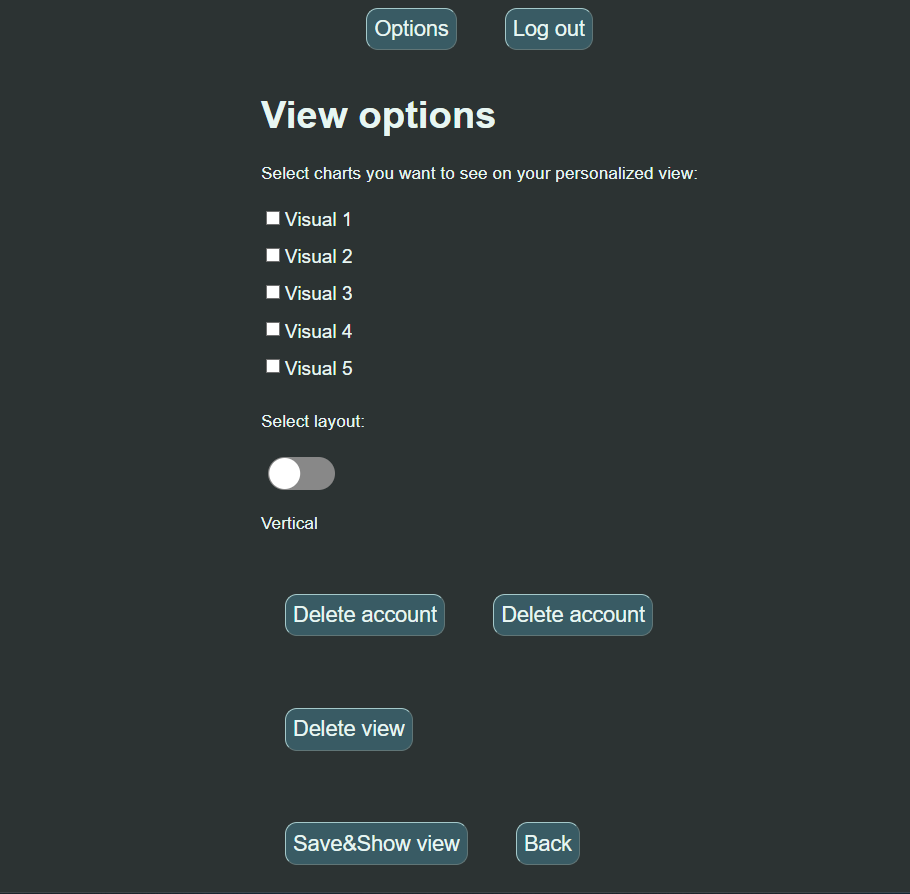 Options Log out
View options
Select charts you want to see on your personalized view:
Visual 1
Visual 2
Visual 3
Visual 4
Visual 5
Select layout:
Vertical
Delete account Delete account
Delete view
Save&Show view Back